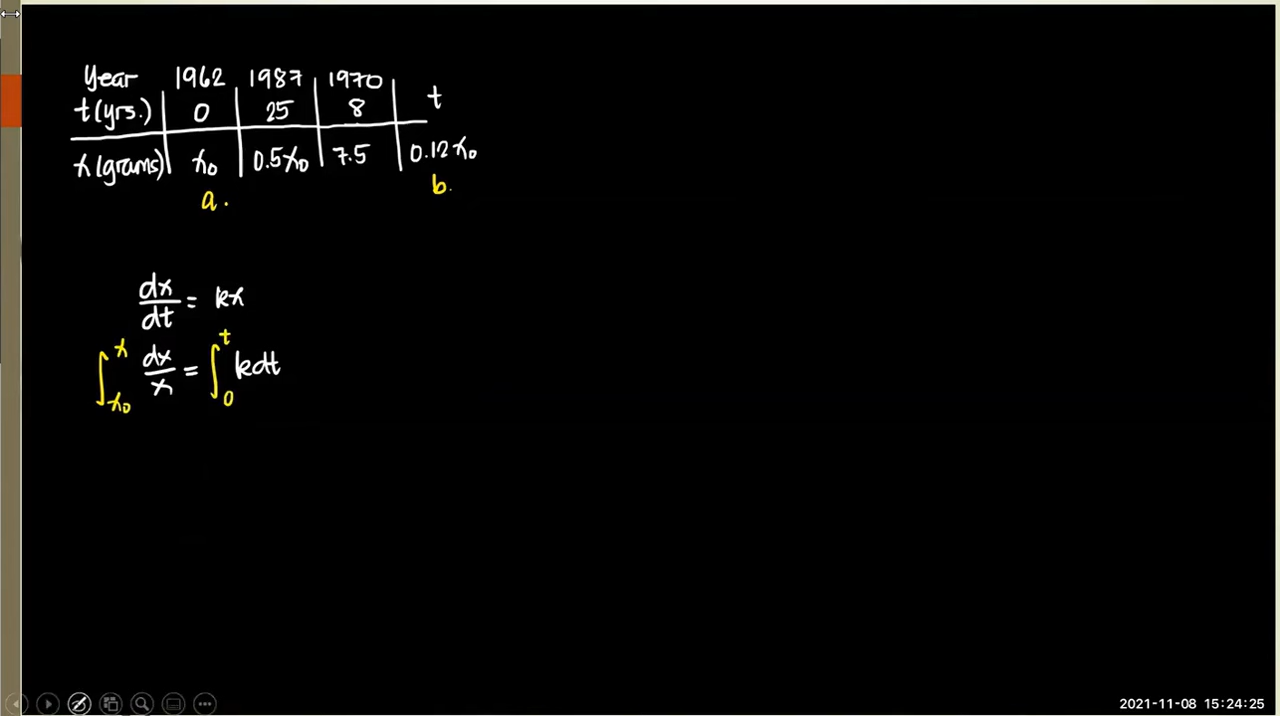 Year 1962 1987 1970
t(yrs.) 0 25 8 t
x(grams) x₀ 0.5x₀ 7.5 0.12x₀
a. b.
dx/dt = kx
∫_{x₀}^{x} dx/x = ∫_{0}^{t} kdt
2021-11-08 15:24:25